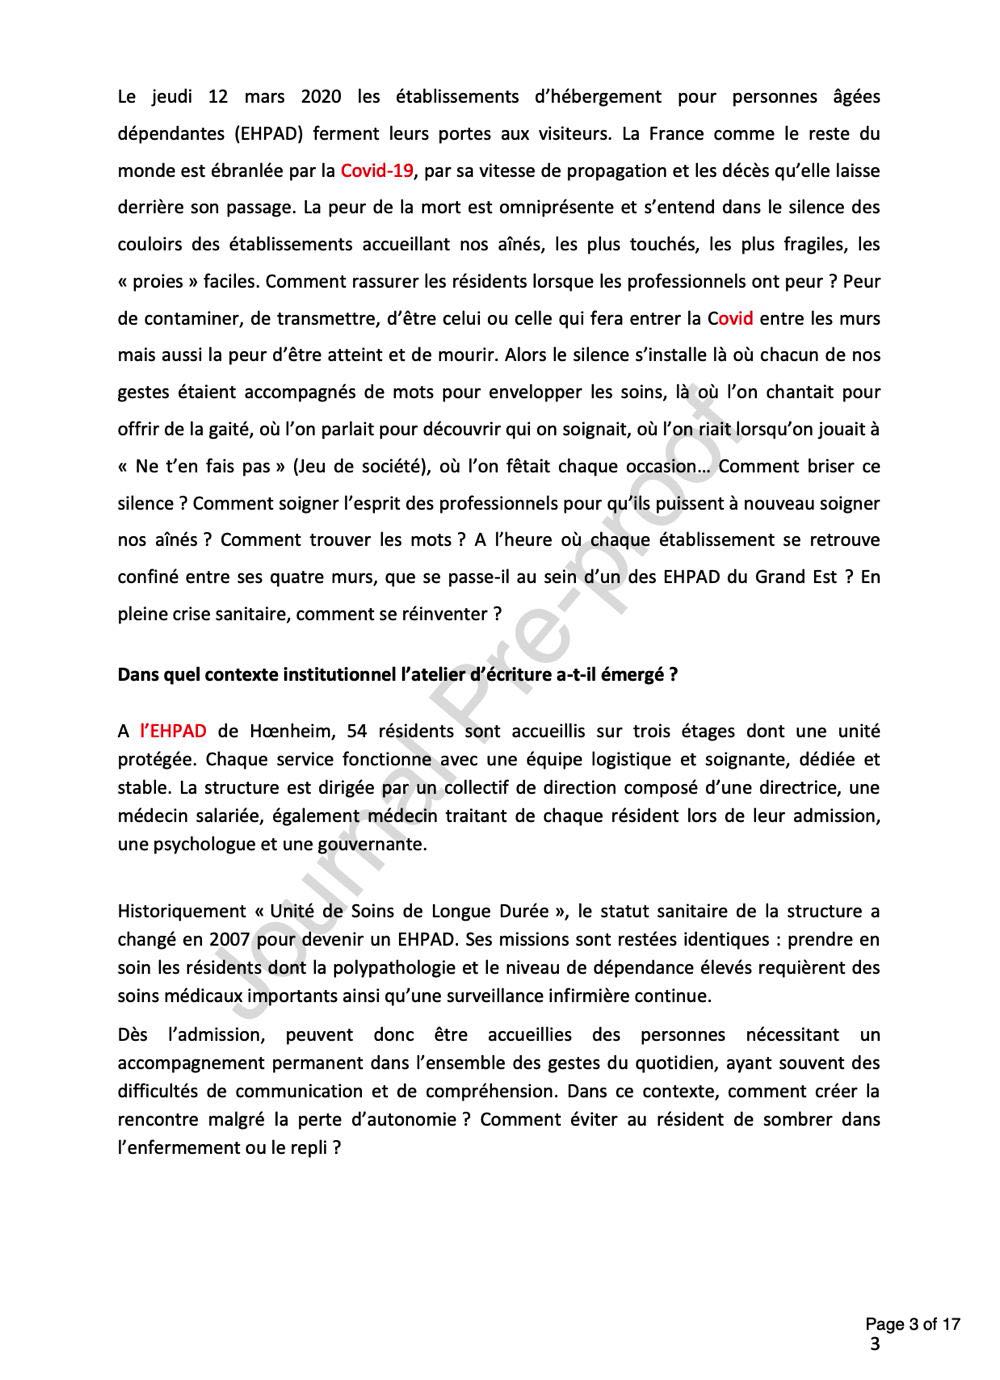 Le jeudi 12 mars 2020 les établissements d’hébergement pour personnes âgées
dépendantes (EHPAD) ferment leurs portes aux visiteurs. La France comme le reste du
monde est ébranlée par la Covid-19, par sa vitesse de propagation et les décès qu’elle laisse
derrière son passage. La peur de la mort est omniprésente et s’entend dans le silence des
couloirs des établissements accueillant nos aînés, les plus touchés, les plus fragiles, les
« proies » faciles. Comment rassurer les résidents lorsque les professionnels ont peur ? Peur
de contaminer, de transmettre, d’être celui ou celle qui fera entrer la Covid entre les murs
mais aussi la peur d’être atteint et de mourir. Alors le silence s’installe là où chacun de nos
gestes étaient accompagnés de mots pour envelopper les soins, là où l’on chantait pour
offrir de la gaité, où l’on parlait pour découvrir qui on soignait, où l’on riait lorsqu’on jouait à
« Ne t’en fais pas » (Jeu de société), où l’on fêtait chaque occasion… Comment briser ce
silence ? Comment soigner l’esprit des professionnels pour qu’ils puissent à nouveau soigner
nos aînés ? Comment trouver les mots ? A l’heure où chaque établissement se retrouve
confiné entre ses quatre murs, que se passe-il au sein d’un des EHPAD du Grand Est ? En
pleine crise sanitaire, comment se réinventer ?
Dans quel contexte institutionnel l’atelier d’écriture a-t-il émergé ?
A l’EHPAD de Hœnheim, 54 résidents sont accueillis sur trois étages dont une unité
protégée. Chaque service fonctionne avec une équipe logistique et soignante, dédiée et
stable. La structure est dirigée par un collectif de direction composé d’une directrice, une
médecin salariée, également médecin traitant de chaque résident lors de leur admission,
une psychologue et une gouvernante.
Historiquement « Unité de Soins de Longue Durée », le statut sanitaire de la structure a
changé en 2007 pour devenir un EHPAD. Ses missions sont restées identiques : prendre en
soin les résidents dont la polypathologie et le niveau de dépendance élevés requièrent des
soins médicaux importants ainsi qu’une surveillance infirmière continue.
Dès l’admission, peuvent donc être accueillies des personnes nécessitant un
accompagnement permanent dans l’ensemble des gestes du quotidien, ayant souvent des
difficultés de communication et de compréhension. Dans ce contexte, comment créer la
rencontre malgré la perte d’autonomie ? Comment éviter au résident de sombrer dans
l’enfermement ou le repli ?
Journal Pre-proof
Page 3 of 17
3